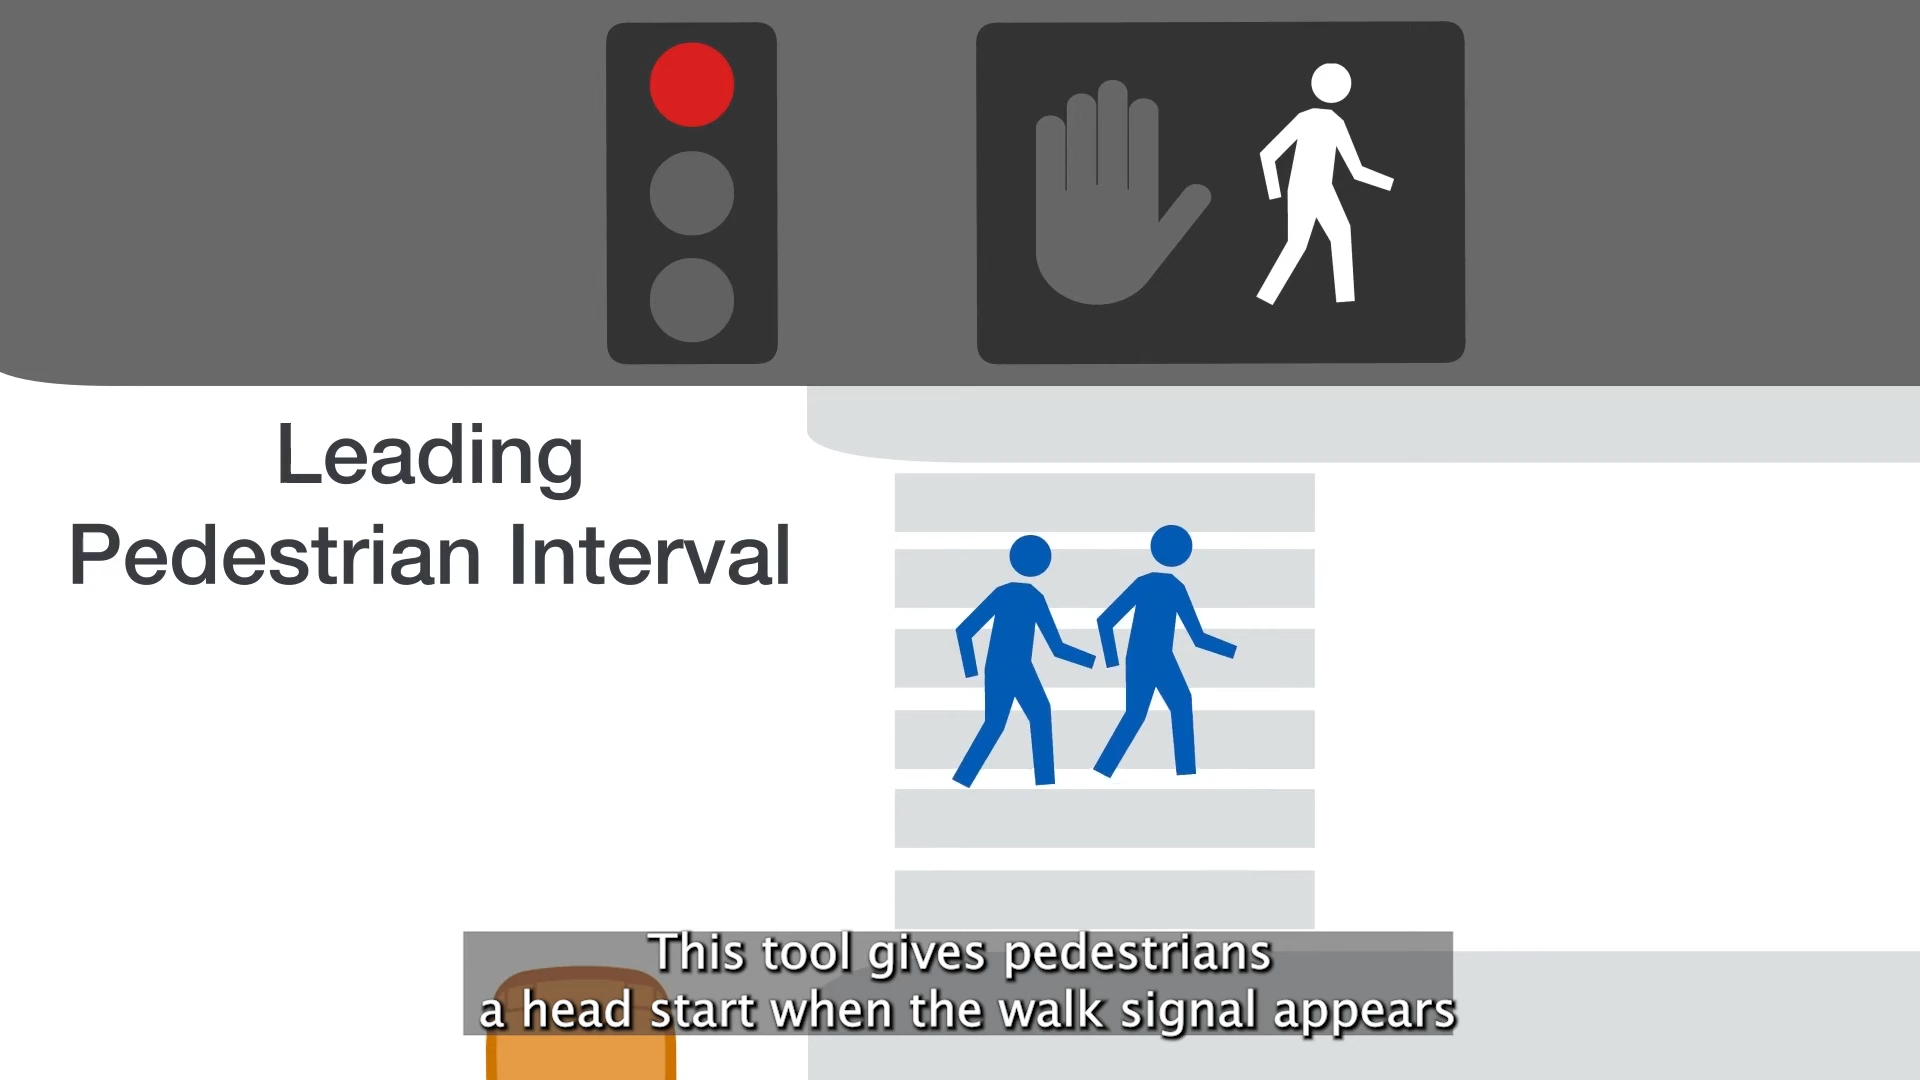 Leading
Pedestrian Interval
This tool gives pedestrians
a head start when the walk signal appears